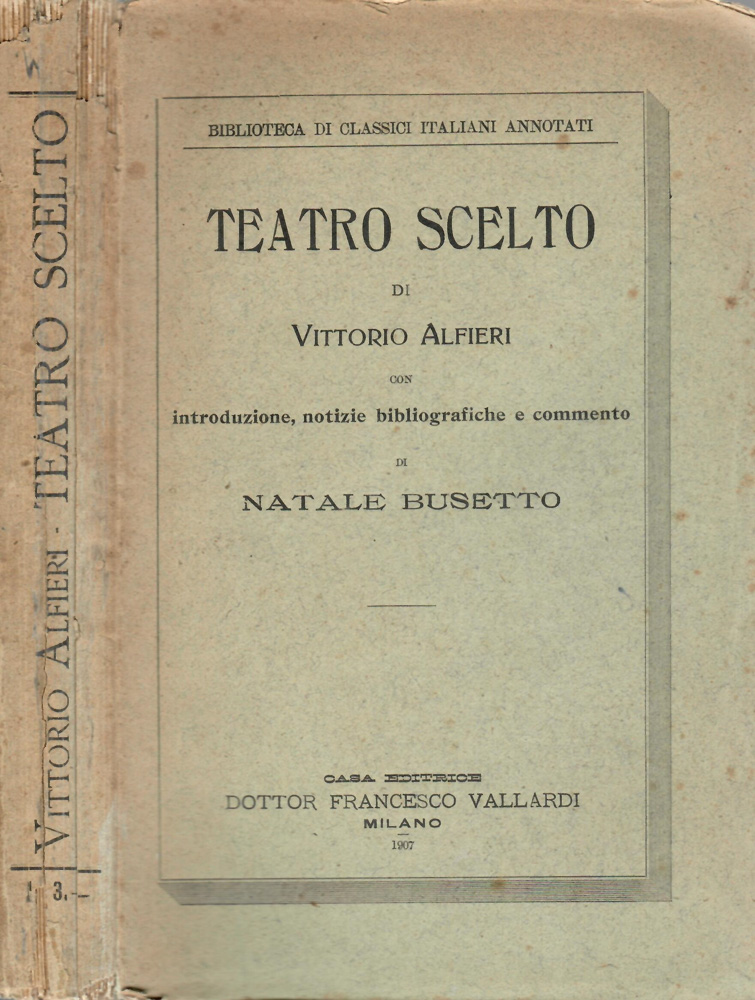 VITTORIO ALFIERI - TEATRO SCELTO
3.—
BIBLIOTECA DI CLASSICI ITALIANI ANNOTATI
TEATRO SCELTO
DI
VITTORIO ALFIERI
CON
introduzione, notizie bibliografiche e commento
DI
NATALE BUSETTO
CASA EDITRICE
DOTTOR FRANCESCO VALLARDI
MILANO
1907